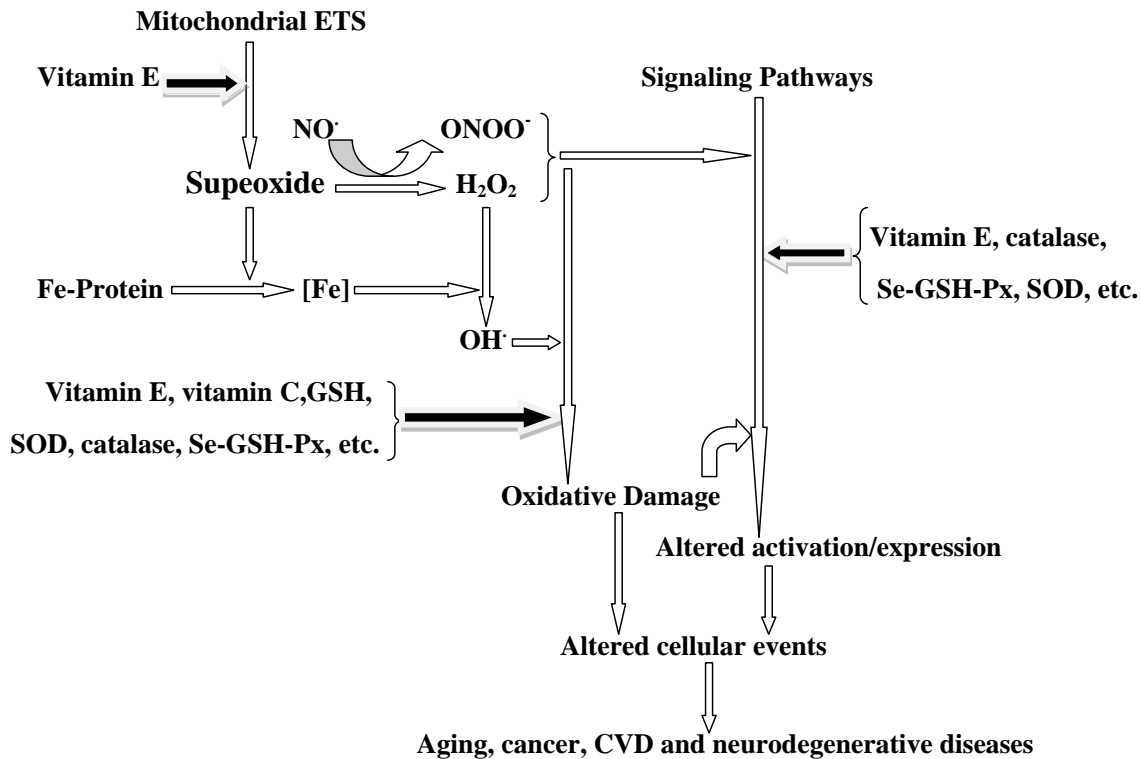 Mitochondrial ETS
Vitamin E
Signaling Pathways
NO·
ONOO⁻
Supeoxide
H₂O₂
Vitamin E, catalase,
Se-GSH-Px, SOD, etc.
Fe-Protein
[Fe]
OH·
Vitamin E, vitamin C,GSH,
SOD, catalase, Se-GSH-Px, etc.
Oxidative Damage
Altered activation/expression
Altered cellular events
Aging, cancer, CVD and neurodegenerative diseases